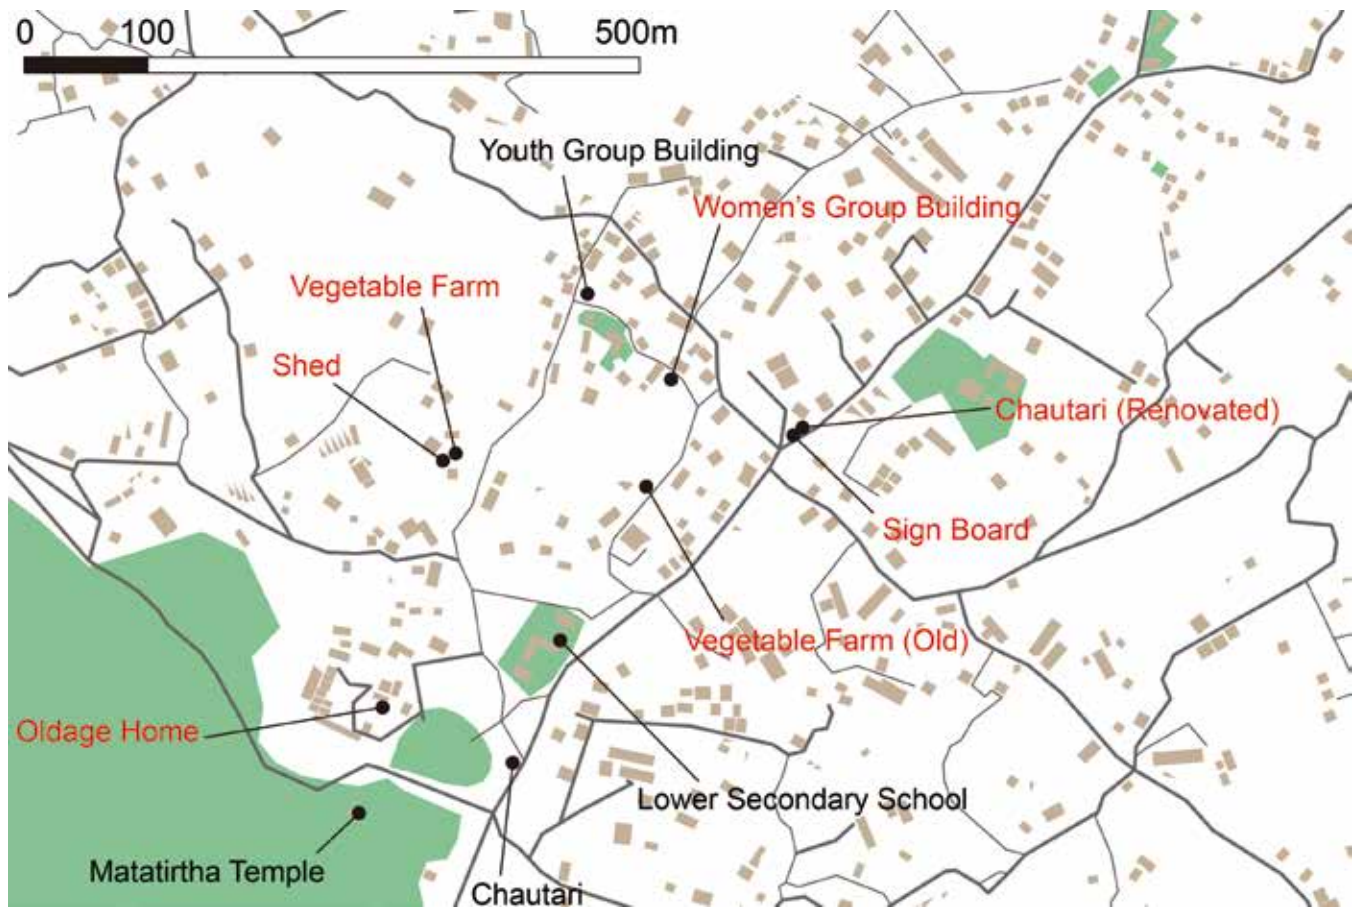 0 100 500m
Youth Group Building
Women's Group Building
Vegetable Farm
Shed
Chautari (Renovated)
Sign Board
Vegetable Farm (Old)
Oldage Home
Lower Secondary School
Matatirtha Temple
Chautari